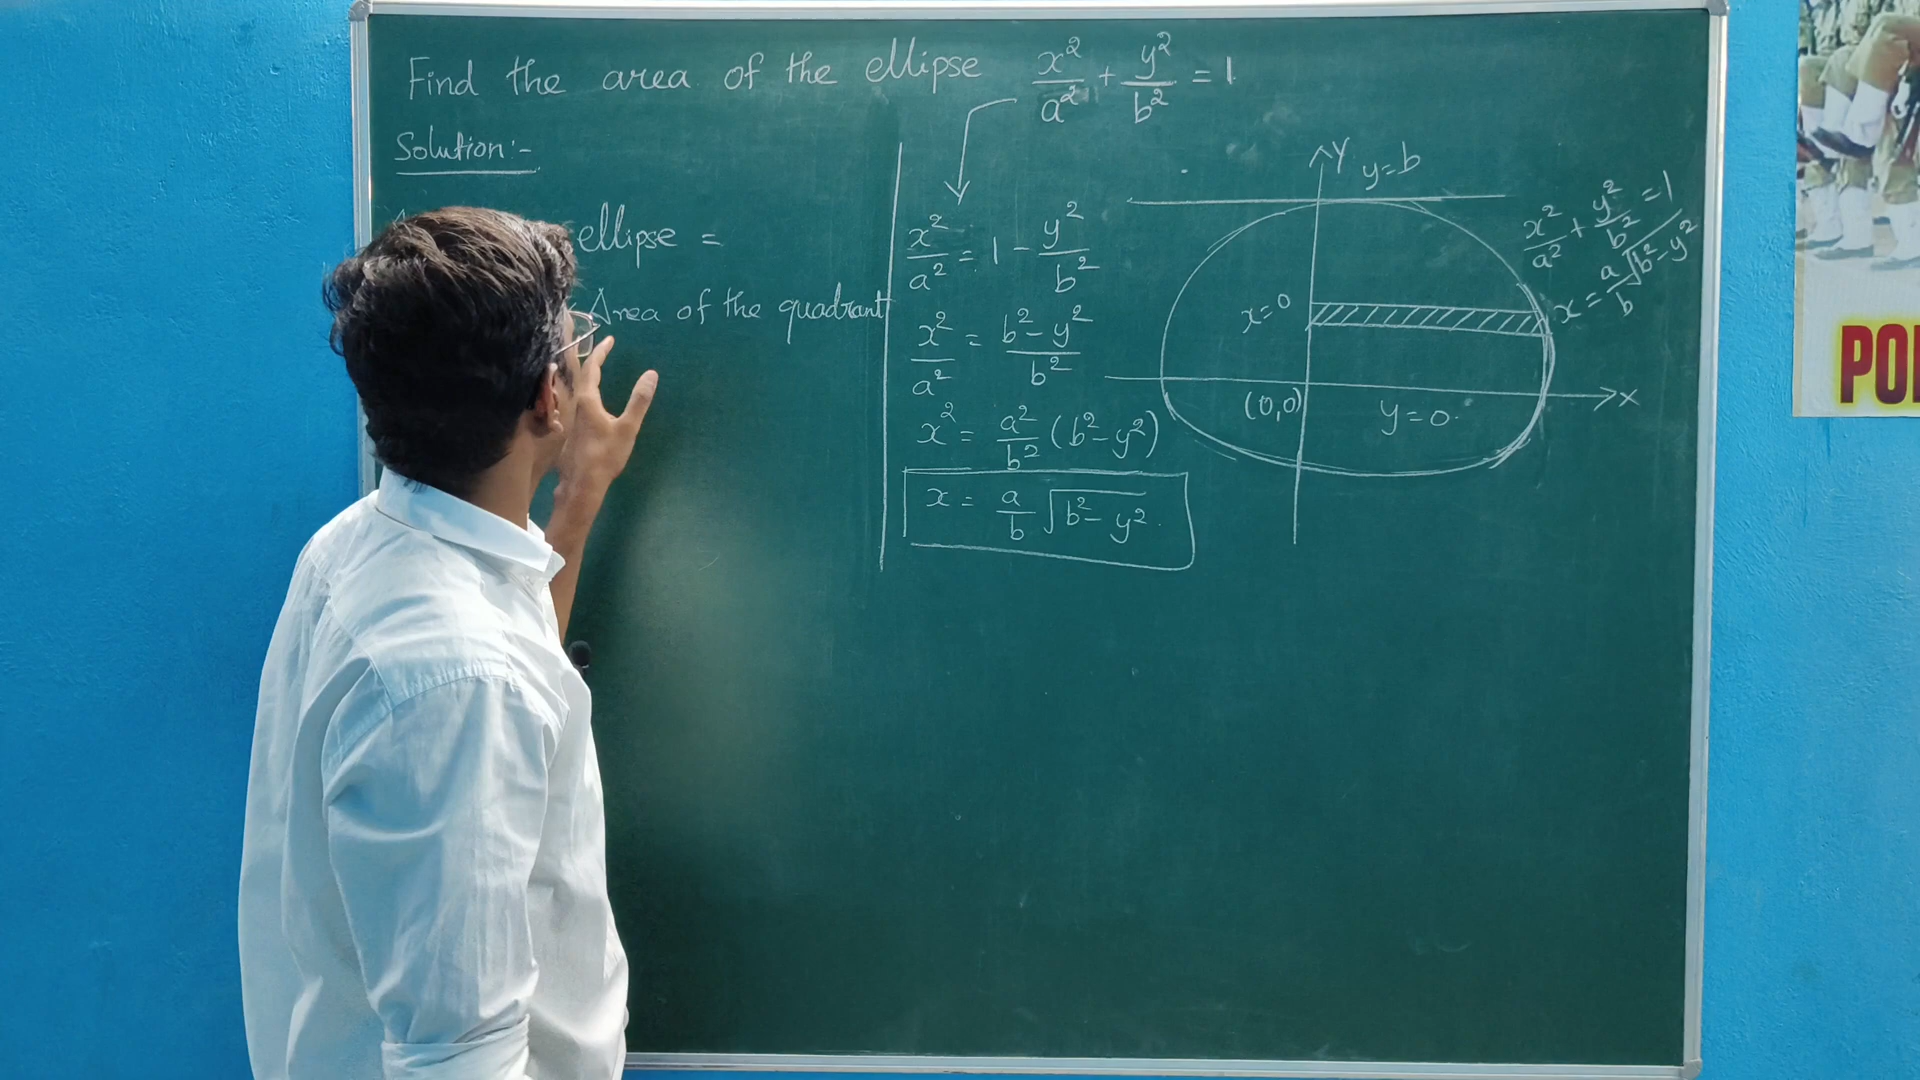 Find the area of the ellipse x²/a² + y²/b² = 1
Solution:-
ellipse =
Area of the quadrant
x²/a² = 1 - y²/b²
x²/a² = b² - y²/b²
x² = a²/b² (b² - y²)
x = a/b √b² - y²
Y
y=b
x²/a² + y²/b² = 1
x = a/b √b² - y²
x=0
(0,0)
y=0
x